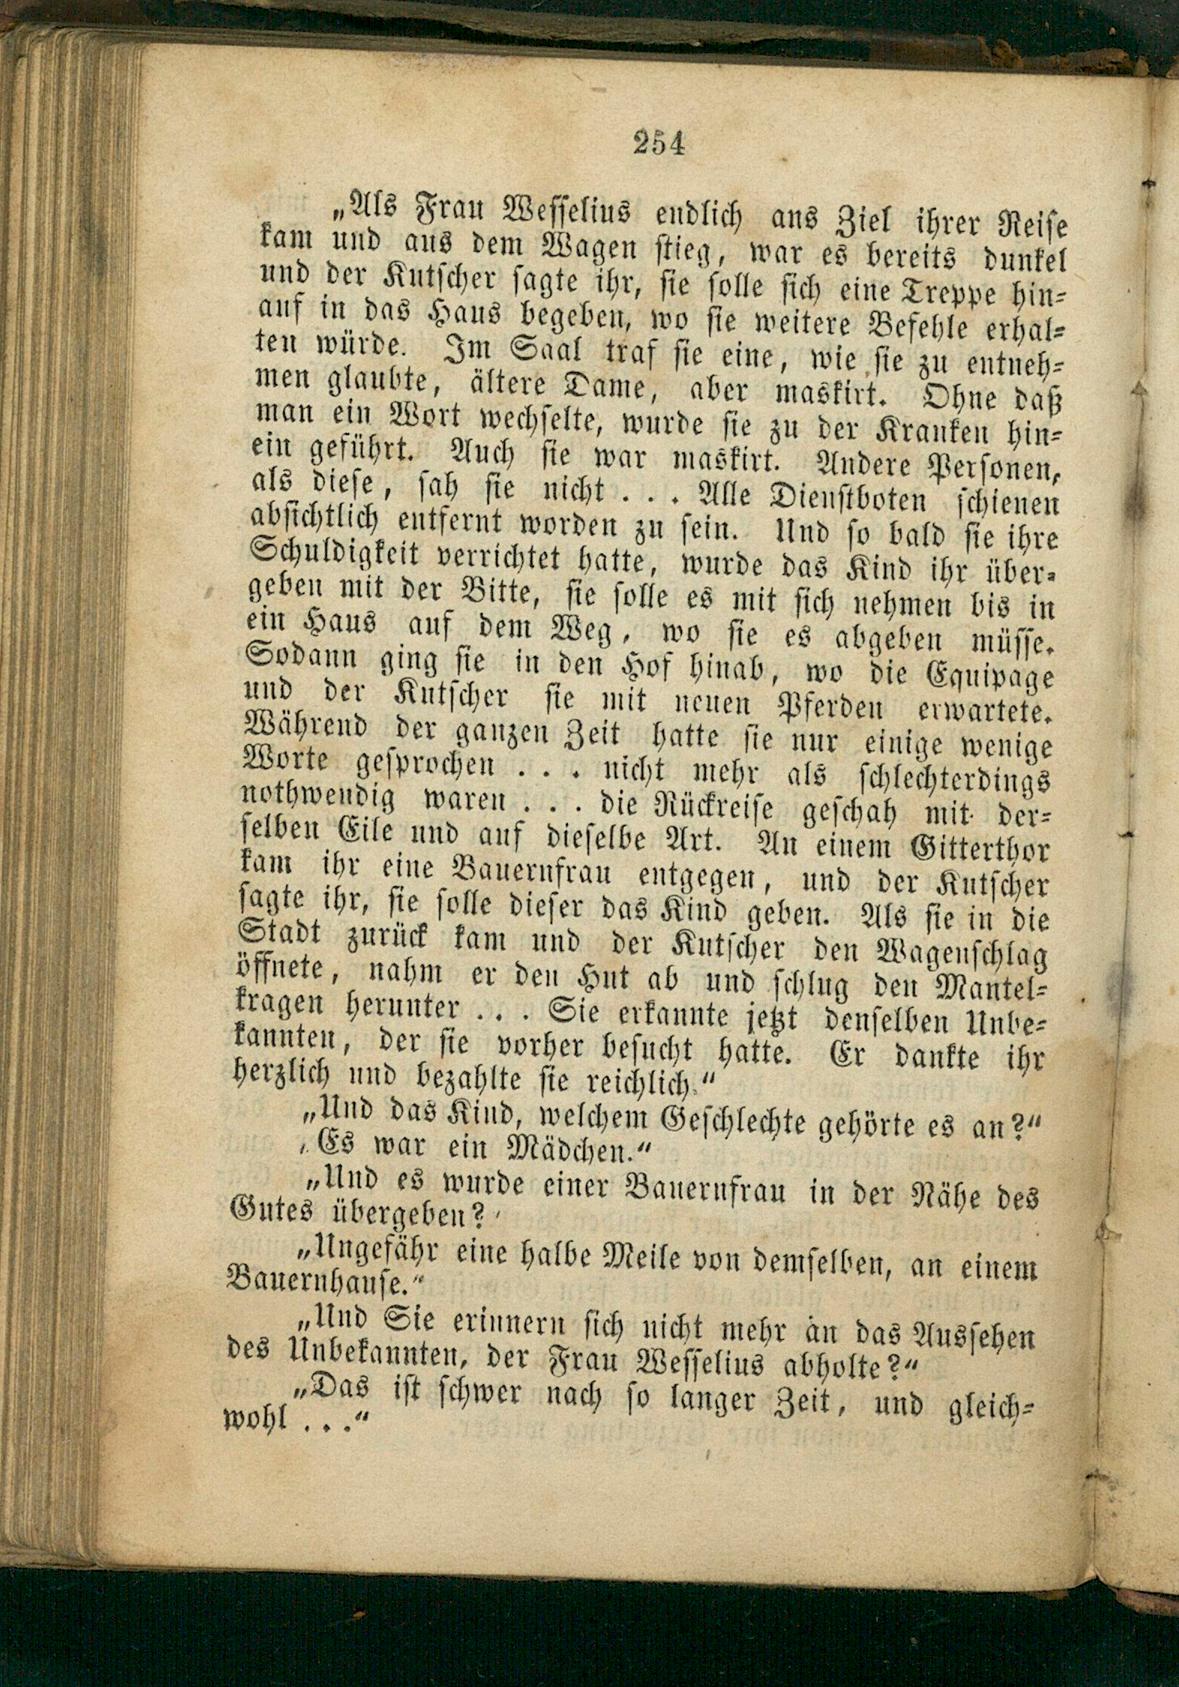 254
„Als Frau Wesselius endlich ans Ziel ihrer Reise
kam und aus dem Wagen stieg, war es bereits dunkel
und der Kutscher sagte ihr, sie solle sich eine Treppe hin-
auf in das Haus begeben, wo sie weitere Befehle erhal-
ten würde. Im Saal traf sie eine, wie sie zu entneh-
men glaubte, ältere Dame, aber maskirt. Ohne daß
man ein Wort wechselte, wurde sie zu der Kranken hin-
ein geführt. Auch sie war maskirt. Andere Personen,
als diese, sah sie nicht . . . Alle Dienstboten schienen
absichtlich entfernt worden zu sein. Und so bald sie ihre
Schuldigkeit verrichtet hatte, wurde das Kind ihr über-
geben mit der Bitte, sie solle es mit sich nehmen bis in
ein Haus auf dem Weg, wo sie es abgeben müsse.
Sodann ging sie in den Hof hinab, wo die Equipage
und der Kutscher sie mit neuen Pferden erwartete.
Während der ganzen Zeit hatte sie nur einige wenige
Worte gesprochen . . . nicht mehr als schlechterdings
nothwendig waren . . . die Rückreise geschah mit der-
selben Eile und auf dieselbe Art. An einem Gitterthor
kam ihr eine Bauernfrau entgegen, und der Kutscher
sagte ihr, sie solle dieser das Kind geben. Als sie in die
Stadt zurück kam und der Kutscher den Wagenschlag
öffnete, nahm er den Hut ab und schlug den Mantel-
kragen herunter . . . Sie erkannte jetzt denselben Unbe-
kannten, der sie vorher besucht hatte. Er dankte ihr
herzlich und bezahlte sie reichlich.“
„Und das Kind, welchem Geschlechte gehörte es an?“
„Es war ein Mädchen.“
„Und es wurde einer Bauernfrau in der Nähe des
Gutes übergeben?“
„Ungefähr eine halbe Meile von demselben, an einem
Bauernhause.“
„Und Sie erinnern sich nicht mehr an das Aussehen
des Unbekannten, der Frau Wesselius abholte?“
„Das ist schwer nach so langer Zeit, und gleich-
wohl . . .“